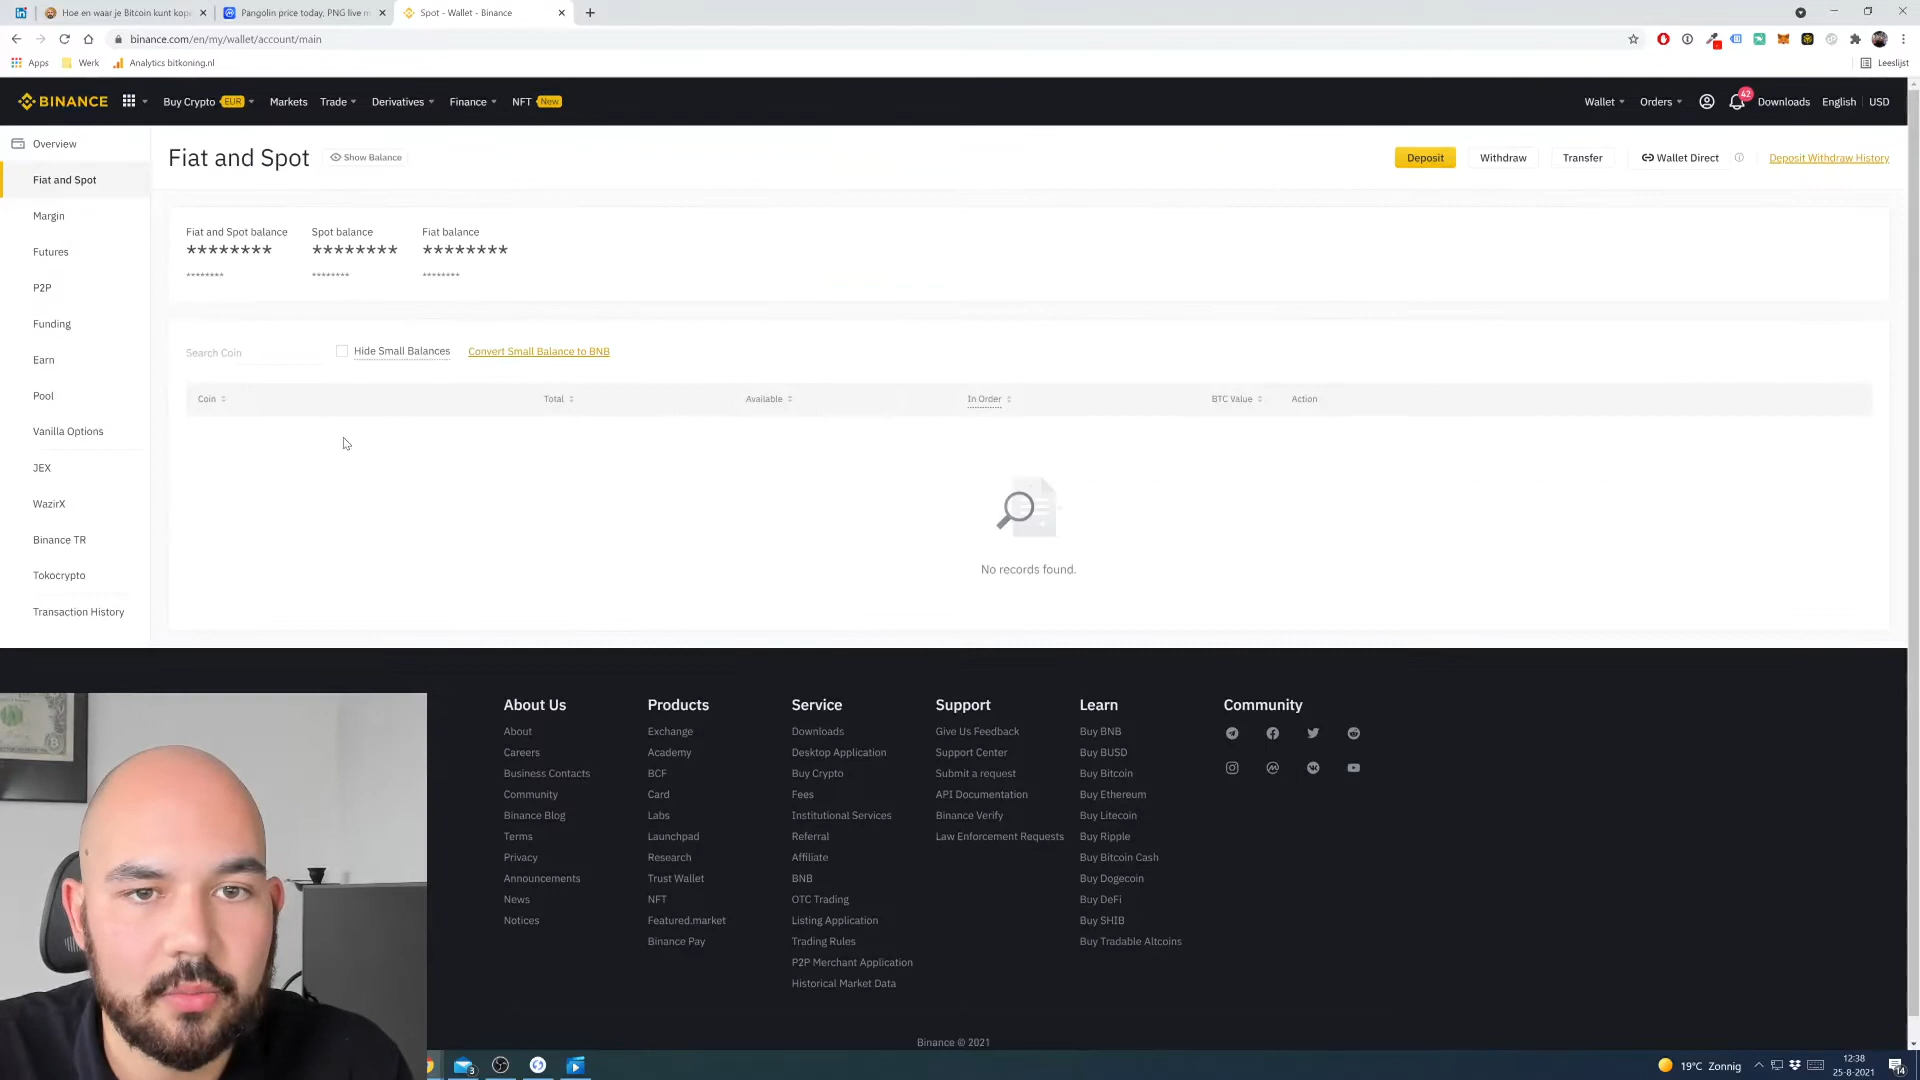 Hoe en waar je Bitcoin kunt kope
Pangolin price today, PNG live m
Spot - Wallet - Binance
binance.com/en/my/wallet/account/main
Apps
Werk
Analytics bitkoning.nl
Leeslijst
BINANCE
Buy Crypto EUR
Markets
Trade
Derivatives
Finance
NFT New
Wallet
Orders
42
Downloads
English
USD
Overview
Fiat and Spot
Margin
Futures
P2P
Funding
Earn
Pool
Vanilla Options
JEX
WazirX
Binance TR
Tokocrypto
Transaction History
Fiat and Spot
Show Balance
Deposit
Withdraw
Transfer
Wallet Direct
Deposit Withdraw History
Fiat and Spot balance
********
********
Spot balance
********
********
Fiat balance
********
********
Search Coin
Hide Small Balances
Convert Small Balance to BNB
Coin
Total
Available
In Order
BTC Value
Action
No records found.
About Us
About
Careers
Business Contacts
Community
Binance Blog
Terms
Privacy
Announcements
News
Notices
Products
Exchange
Academy
BCF
Card
Labs
Launchpad
Research
Trust Wallet
NFT
Featured.market
Binance Pay
Service
Downloads
Desktop Application
Buy Crypto
Fees
Institutional Services
Referral
Affiliate
BNB
OTC Trading
Listing Application
Trading Rules
P2P Merchant Application
Historical Market Data
Support
Give Us Feedback
Support Center
Submit a request
API Documentation
Binance Verify
Law Enforcement Requests
Learn
Buy BNB
Buy BUSD
Buy Bitcoin
Buy Ethereum
Buy Litecoin
Buy Ripple
Buy Bitcoin Cash
Buy Dogecoin
Buy DeFi
Buy SHIB
Buy Tradable Altcoins
Community
Binance © 2021
3
19°C Zonnig
12:38
25-8-2021
14